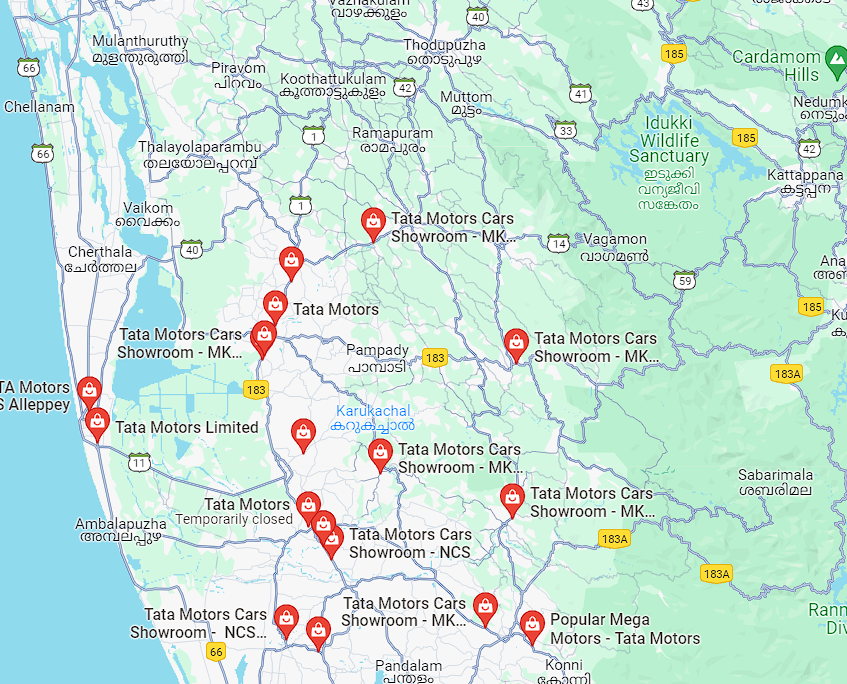 Vazhakulam
വാഴക്കുളം
40
43
Mulanthuruthy
മുളന്തുരുത്തി
Thodupuzha
തൊടുപുഴ
185
Cardamom
Hills
66
Piravom
പിറവം
Koothattukulam
കൂത്താട്ടുകുളം
42
Muttom
മുട്ടം
41
Chellanam
1
Ramapuram
രാമപുരം
33
Idukki
Wildlife
Sanctuary
ഇടുക്കി
വന്യജീവി
സങ്കേതം
185
42
66
Thalayolaparambu
തലയോലപ്പറമ്പ്
Kattappana
കട്ടപ്പന
1
Vaikom
വൈക്കം
Tata Motors Cars
Showroom - MK...
14
Vagamon
വാഗമൺ
40
Cherthala
ചേർത്തല
59
Tata Motors
185
Tata Motors Cars
Showroom - MK...
Pampady
പാമ്പാടി
183
Tata Motors Cars
Showroom - MK...
183A
TA Motors
S Alleppey
183
Karukachal
കറുകച്ചാൽ
Tata Motors Limited
11
Tata Motors Cars
Showroom - MK...
Sabarimala
ശബരിമല
Tata Motors
Temporarily closed
Tata Motors Cars
Showroom - MK...
Ambalapuzha
അമ്പലപ്പുഴ
Tata Motors Cars
Showroom - NCS
183A
183A
Tata Motors Cars
Showroom - NCS...
Tata Motors Cars
Showroom - MK...
Popular Mega
Motors - Tata Motors
66
Pandalam
പന്തളം
Konni
കോന്നി